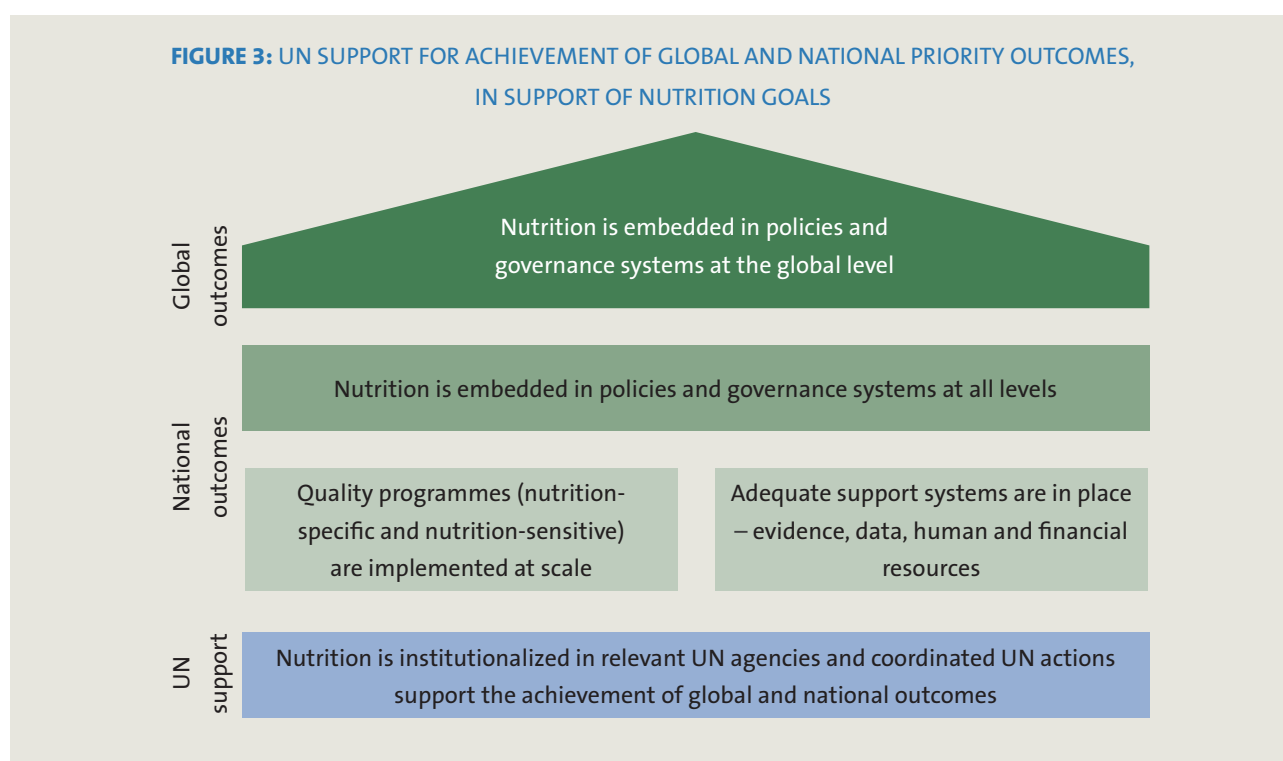 FIGURE 3: UN SUPPORT FOR ACHIEVEMENT OF GLOBAL AND NATIONAL PRIORITY OUTCOMES,
IN SUPPORT OF NUTRITION GOALS
Global
outcomes
Nutrition is embedded in policies and
governance systems at the global level
National
outcomes
Nutrition is embedded in policies and governance systems at all levels
Quality programmes (nutrition-
specific and nutrition-sensitive)
are implemented at scale
Adequate support systems are in place
– evidence, data, human and financial
resources
UN
support
Nutrition is institutionalized in relevant UN agencies and coordinated UN actions
support the achievement of global and national outcomes